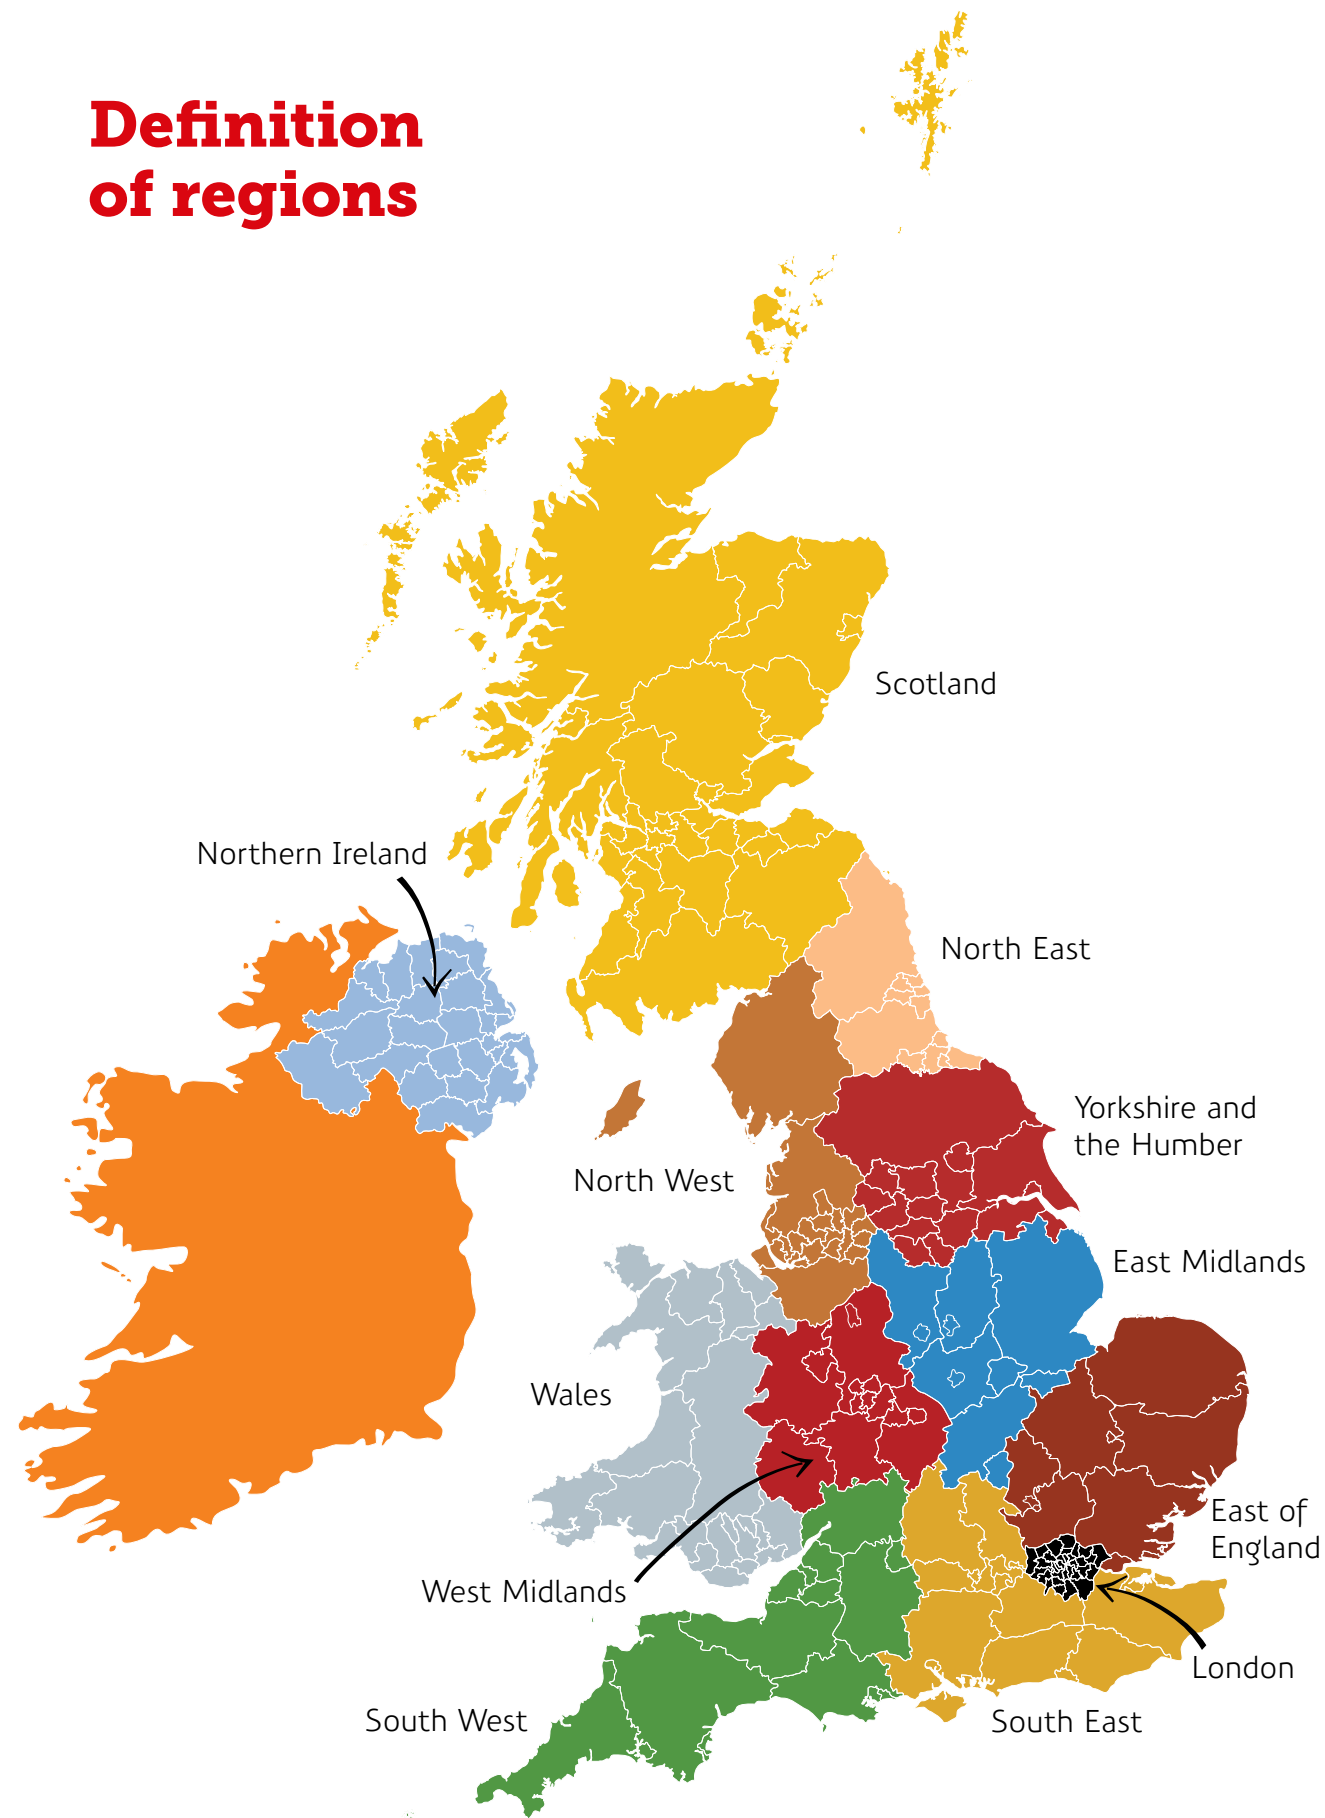 Definition
of regions
Scotland
Northern Ireland
North East
Yorkshire and
the Humber
North West
East Midlands
Wales
East of
England
West Midlands
London
South West
South East